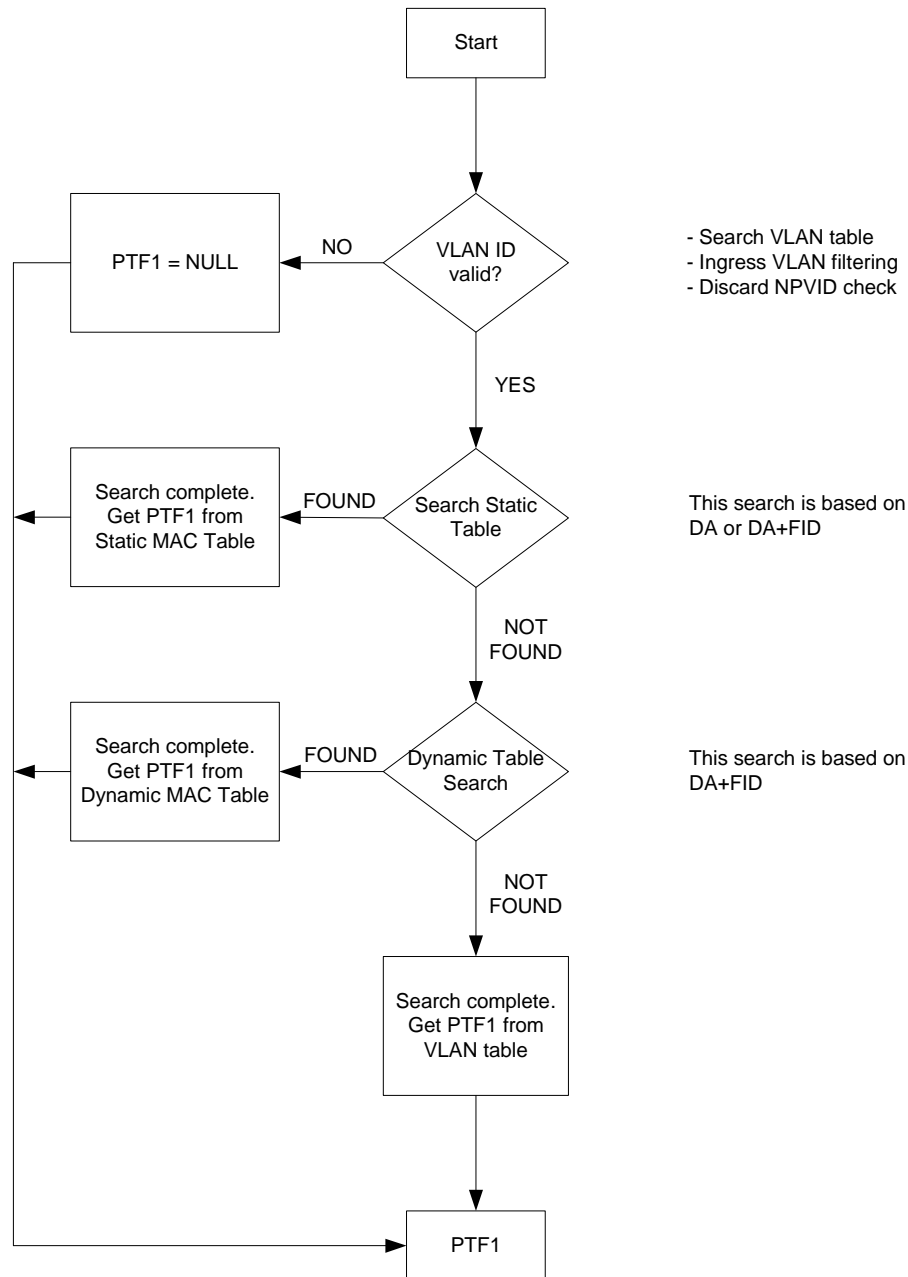 Start
PTF1 = NULL
NO
VLAN ID
valid?
- Search VLAN table
- Ingress VLAN filtering
- Discard NPVID check
YES
Search complete.
Get PTF1 from
Static MAC Table
FOUND
Search Static
Table
This search is based on
DA or DA+FID
NOT
FOUND
Search complete.
Get PTF1 from
Dynamic MAC Table
FOUND
Dynamic Table
Search
This search is based on
DA+FID
NOT
FOUND
Search complete.
Get PTF1 from
VLAN table
PTF1